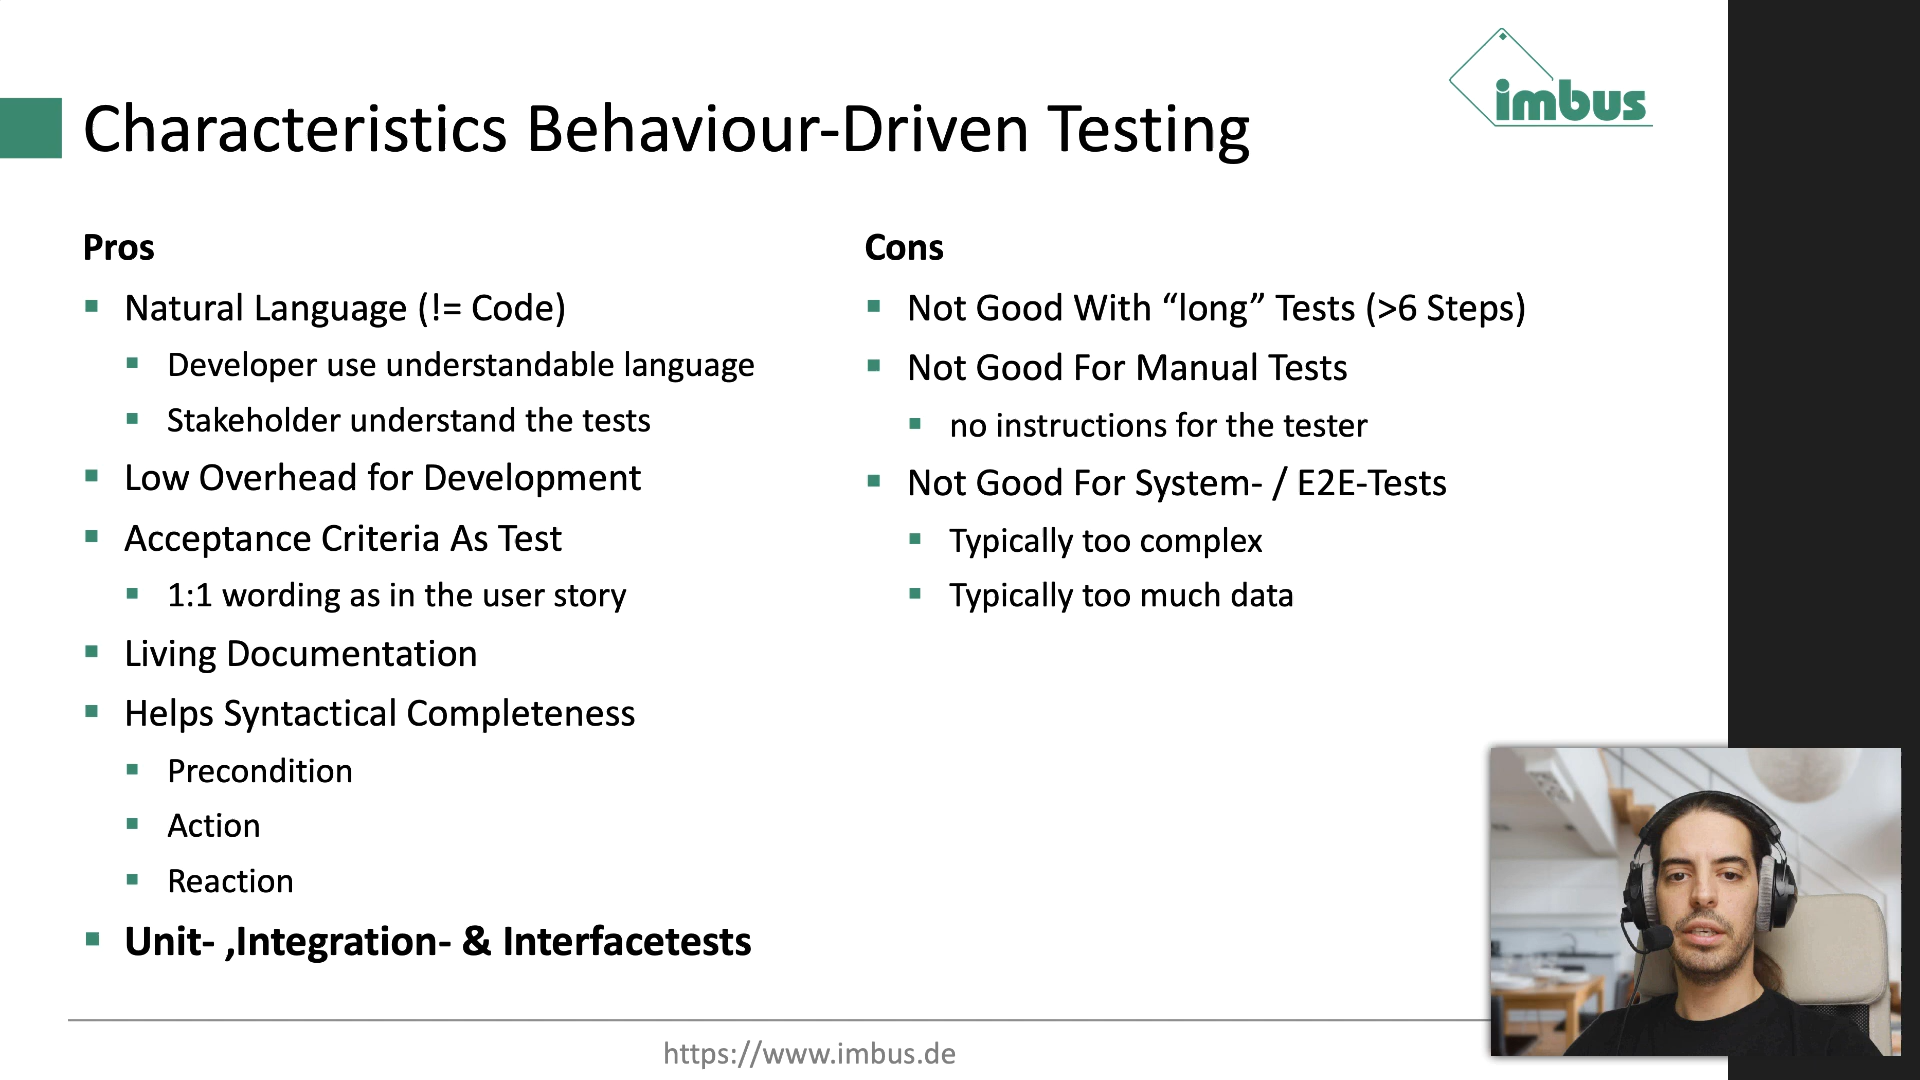 imbus
Characteristics Behaviour-Driven Testing
Pros
Natural Language (!= Code)
Developer use understandable language
Stakeholder understand the tests
Low Overhead for Development
Acceptance Criteria As Test
1:1 wording as in the user story
Living Documentation
Helps Syntactical Completeness
Precondition
Action
Reaction
Unit- ,Integration- & Interfacetests
Cons
Not Good With “long” Tests (>6 Steps)
Not Good For Manual Tests
no instructions for the tester
Not Good For System- / E2E-Tests
Typically too complex
Typically too much data
https://www.imbus.de